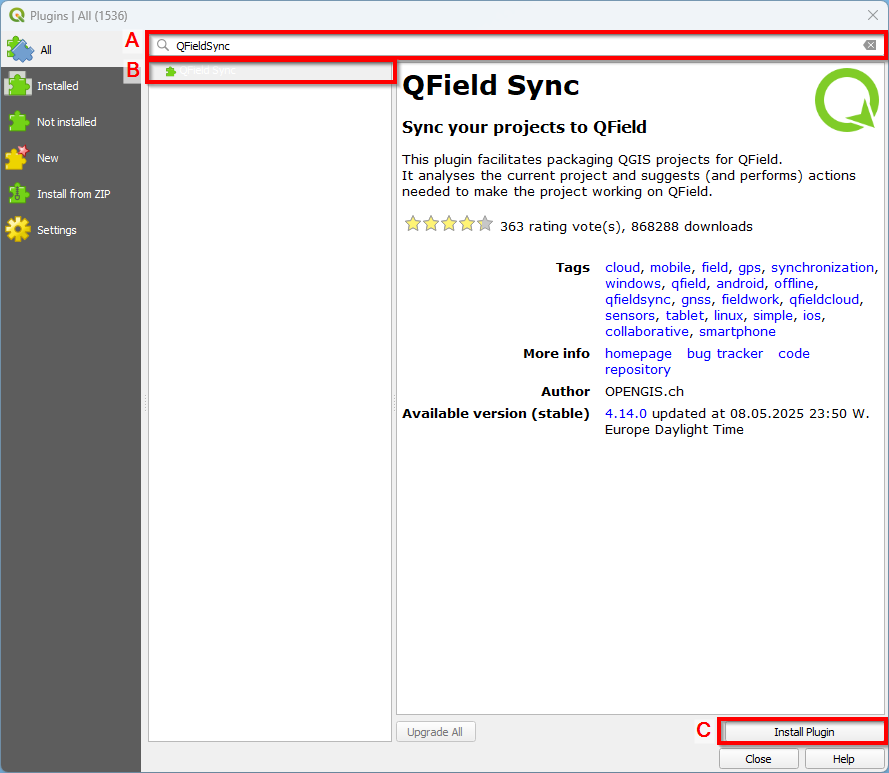 Plugins | All (1536)
All
A
QFieldSync
B
Installed
Not installed
New
Install from ZIP
Settings
QField Sync
Sync your projects to QField
This plugin facilitates packaging QGIS projects for QField.
It analyses the current project and suggests (and performs) actions
needed to make the project working on QField.
363 rating vote(s), 868288 downloads
Tags cloud, mobile, field, gps, synchronization,
windows, qfield, android, offline,
qfieldsync, gnss, fieldwork, qfieldcloud,
sensors, tablet, linux, simple, ios,
collaborative, smartphone
More info homepage bug tracker code
repository
Author OPENGIS.ch
Available version (stable) 4.14.0 updated at 08.05.2025 23:50 W.
Europe Daylight Time
Upgrade All
C
Install Plugin
Close
Help